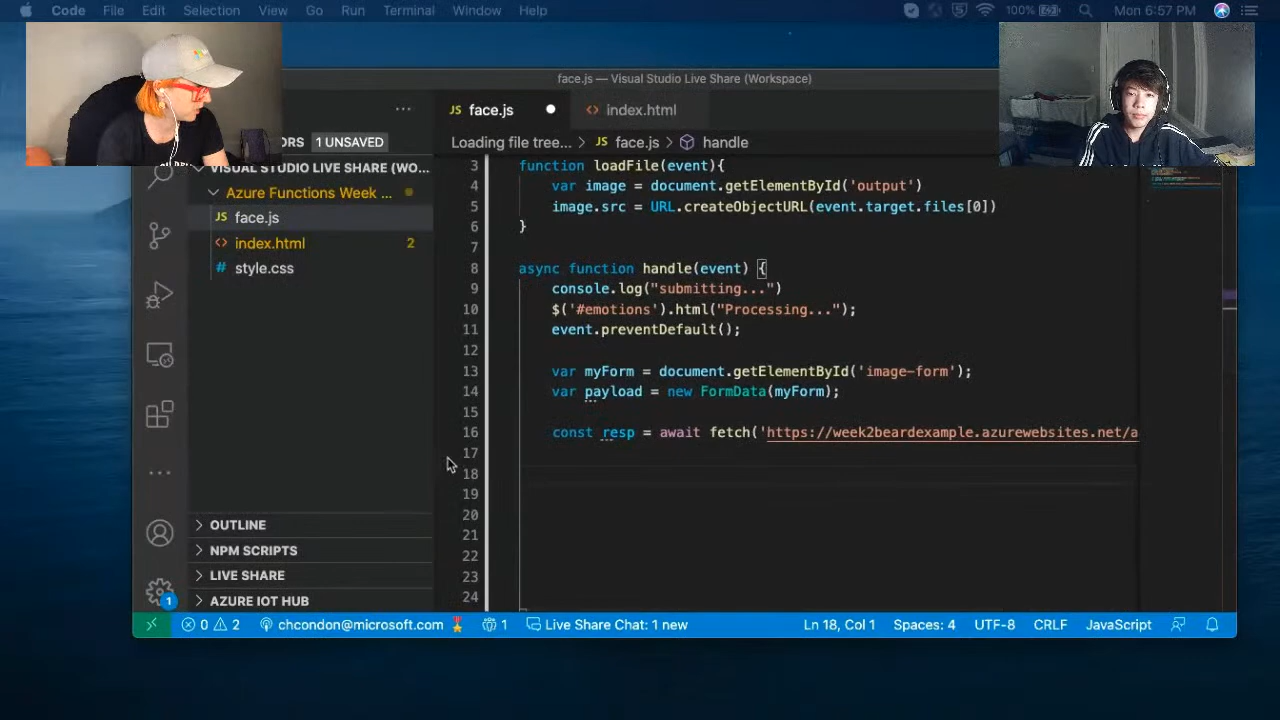 Code File Edit Selection View Go Run Terminal Window Help 100% Mon 6:57 PM
face.js — Visual Studio Live Share (Workspace)
JS face.js index.html
ORS 1 UNSAVED
Loading file tree... > JS face.js > handle
VISUAL STUDIO LIVE SHARE (WO...
Azure Functions Week ...
JS face.js
index.html 2
# style.css
3 function loadFile(event){
4 var image = document.getElementById('output')
5 image.src = URL.createObjectURL(event.target.files[0])
6 }
7
8 async function handle(event) {
9 console.log("submitting...")
10 $('#emotions').html("Processing...");
11 event.preventDefault();
12
13 var myForm = document.getElementById('image-form');
14 var payload = new FormData(myForm);
15
16 const resp = await fetch('https://week2beardexample.azurewebsites.net/a
17
18
19
20
21
22
23
24
OUTLINE
NPM SCRIPTS
LIVE SHARE
AZURE IOT HUB
1
0 2 chcondon@microsoft.com 1 Live Share Chat: 1 new Ln 18, Col 1 Spaces: 4 UTF-8 CRLF JavaScript